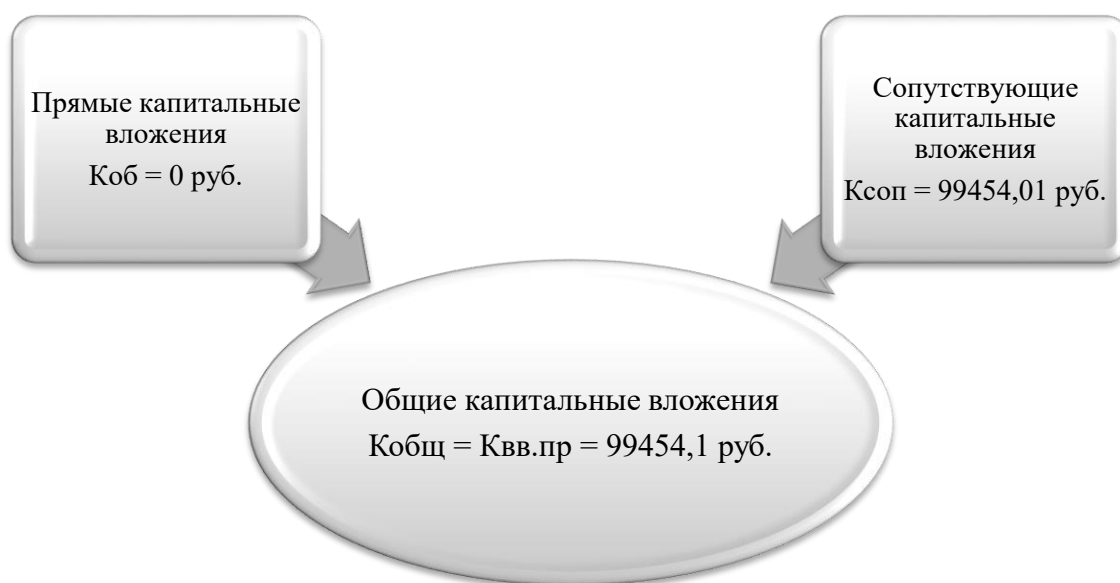 Прямые капитальные
вложения
Коб = 0 руб.
Сопутствующие
капитальные
вложения
Ксоп = 99454,01 руб.
Общие капитальные вложения
Кобщ = Квв.пр = 99454,1 руб.